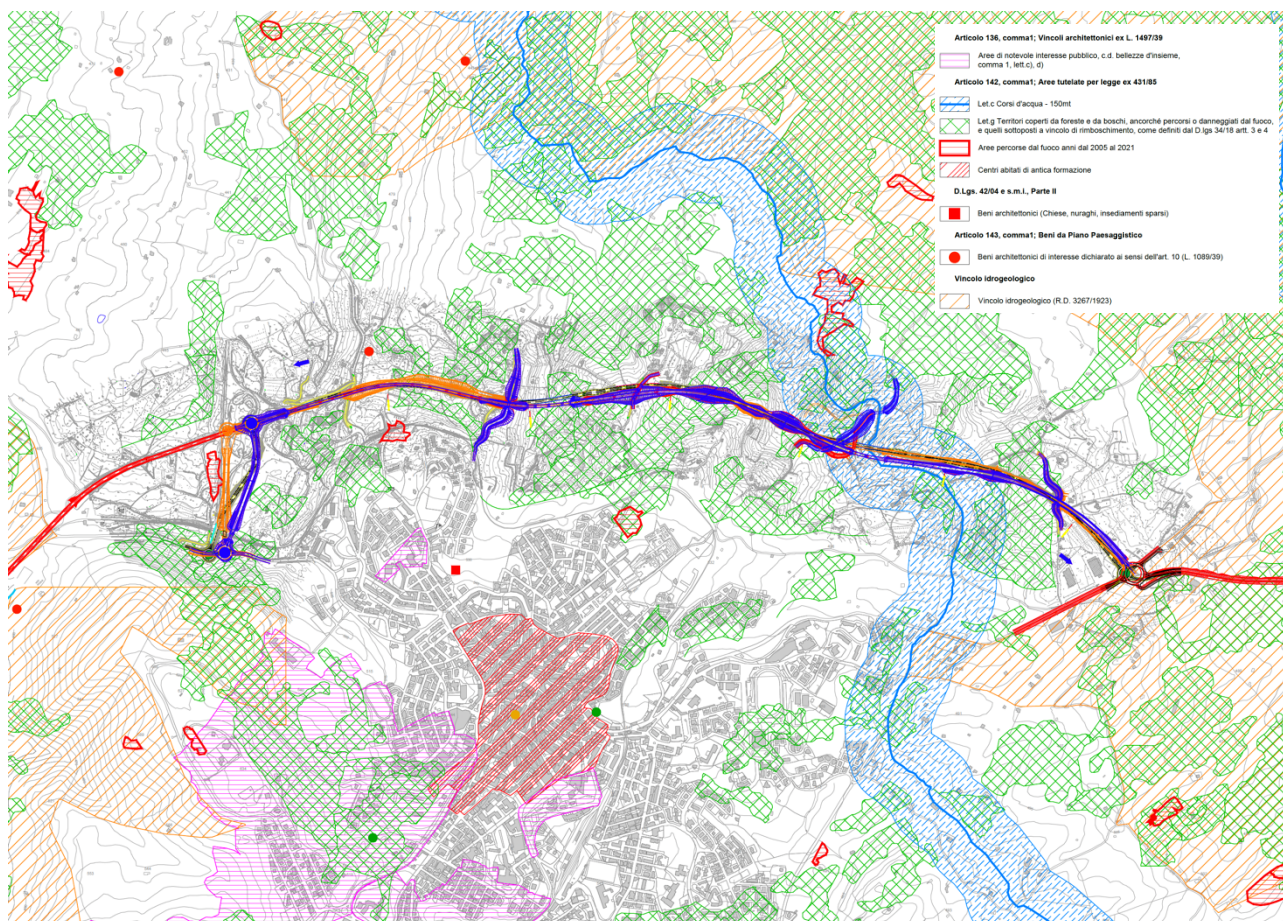 Articolo 136, comma1; Vincoli architettonici ex L. 1497/39
Aree di notevole interesse pubblico, c.d. bellezze d'insieme,
comma 1, lett.c), d)
Articolo 142, comma1; Aree tutelate per legge ex 431/85
Let.c Corsi d'acqua - 150mt
Let.g Territori coperti da foreste e da boschi, ancorché percorsi o danneggiati dal fuoco,
e quelli sottoposti a vincolo di rimboschimento, come definiti dal D.lgs 34/18 artt. 3 e 4
Aree percorse dal fuoco anni dal 2005 al 2021
Centri abitati di antica formazione
D.Lgs. 42/04 e s.m.I., Parte II
Beni architettonici (Chiese, nuraghi, insediamenti sparsi)
Articolo 143, comma1; Beni da Piano Paesaggistico
Beni architettonici di interesse dichiarato ai sensi dell'art. 10 (L. 1089/39)
Vincolo idrogeologico
Vincolo idrogeologico (R.D. 3267/1923)